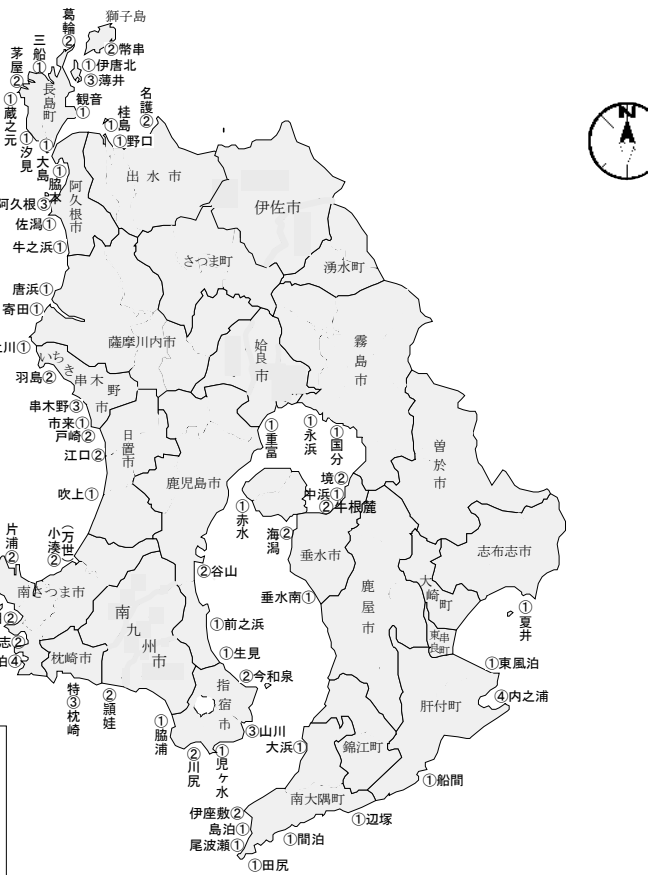 獅子島
葛輪②
②幣串
三船①
①伊唐北
③薄井
茅屋②
長島町
観音①
①蔵之元
①汐見
①大島
桂島①
名護②
①野口
①脇本
阿久根③
佐潟①
牛之浜①
阿久根市
出水市
伊佐市
さつま町
湧水町
唐浜①
寄田①
川①
薩摩川内市
姶良市
霧島市
いちき串木野市
羽島②
串木野③
市来①
戸崎②
江口②
吹上①
日置市
鹿児島市
①重富
①永浜
①国分
境②
中浜①
②牛根麓
①赤水
海潟②
曽於市
志布志市
垂水市
垂水南①
鹿屋市
大崎町
東串良町
①夏井
①東風泊
④内之浦
肝付町
片浦②
小湊(万世)②
南さつま市
②
志②
泊④
枕崎市
特③枕崎
南九州市
②頴娃
①脇浦
②川尻
①児ヶ水
②谷山
①前之浜
①生見
②今和泉
指宿市
③山川
大浜①
錦江町
南大隅町
①船間
①辺塚
伊座敷②
島泊①
尾波瀬①
①間泊
①田尻
N